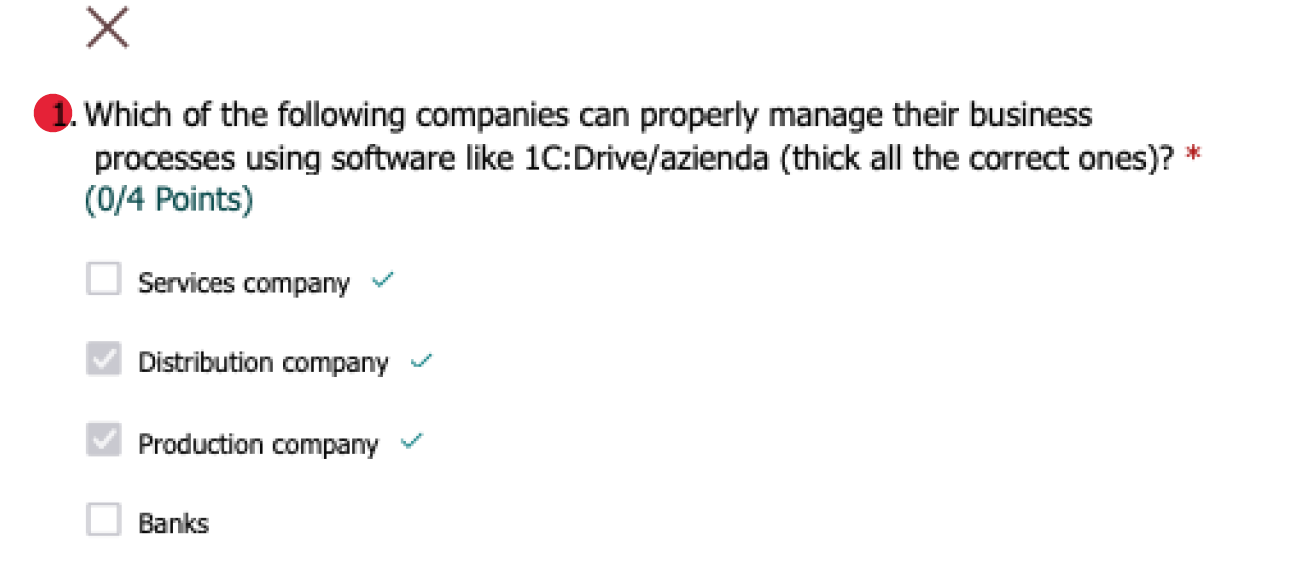 1. Which of the following companies can properly manage their business
processes using software like 1C:Drive/azienda (thick all the correct ones)? *
(0/4 Points)
Services company
Distribution company
Production company
Banks